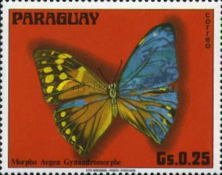 PARAGUAY
correo
Morpho Aegea Gynandromorphe
Gs.0.25